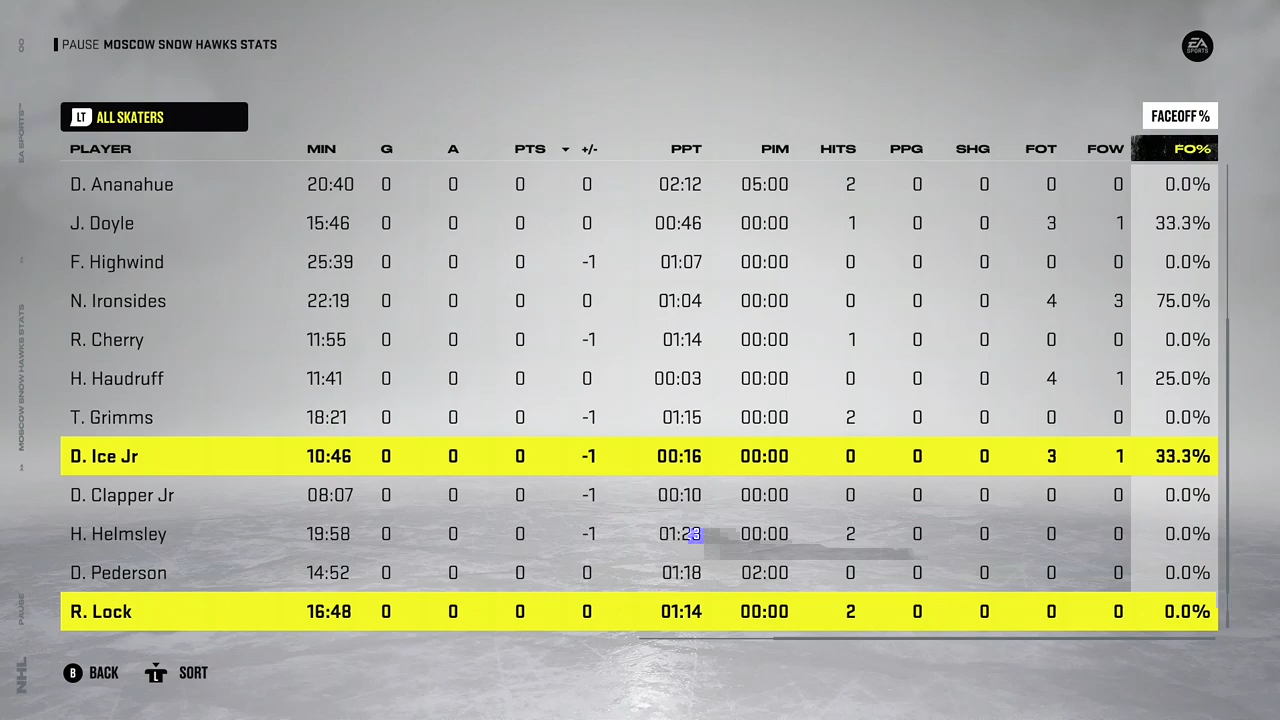 PAUSE MOSCOW SNOW HAWKS STATS
EA SPORTS
LT ALL SKATERS
FACEOFF %
PLAYER MIN G A PTS +/- PPT PIM HITS PPG SHG FOT FOW FO%
D. Ananahue 20:40 0 0 0 0 02:12 05:00 2 0 0 0 0 0.0%
J. Doyle 15:46 0 0 0 0 00:46 00:00 1 0 0 3 1 33.3%
F. Highwind 25:39 0 0 0 -1 01:07 00:00 0 0 0 0 0 0.0%
N. Ironsides 22:19 0 0 0 0 01:04 00:00 0 0 0 4 3 75.0%
R. Cherry 11:55 0 0 0 -1 01:14 00:00 1 0 0 0 0 0.0%
H. Haudruff 11:41 0 0 0 0 00:03 00:00 0 0 0 4 1 25.0%
T. Grimms 18:21 0 0 0 -1 01:15 00:00 2 0 0 0 0 0.0%
D. Ice Jr 10:46 0 0 0 -1 00:16 00:00 0 0 0 3 1 33.3%
D. Clapper Jr 08:07 0 0 0 -1 00:10 00:00 0 0 0 0 0 0.0%
H. Helmsley 19:58 0 0 0 -1 01:23 00:00 2 0 0 0 0 0.0%
D. Pederson 14:52 0 0 0 0 01:18 02:00 0 0 0 0 0 0.0%
R. Lock 16:48 0 0 0 0 01:14 00:00 2 0 0 0 0 0.0%
B BACK L SORT
NHL PAUSE » MOSCOW SNOW HAWKS STATS EA SPORTS™